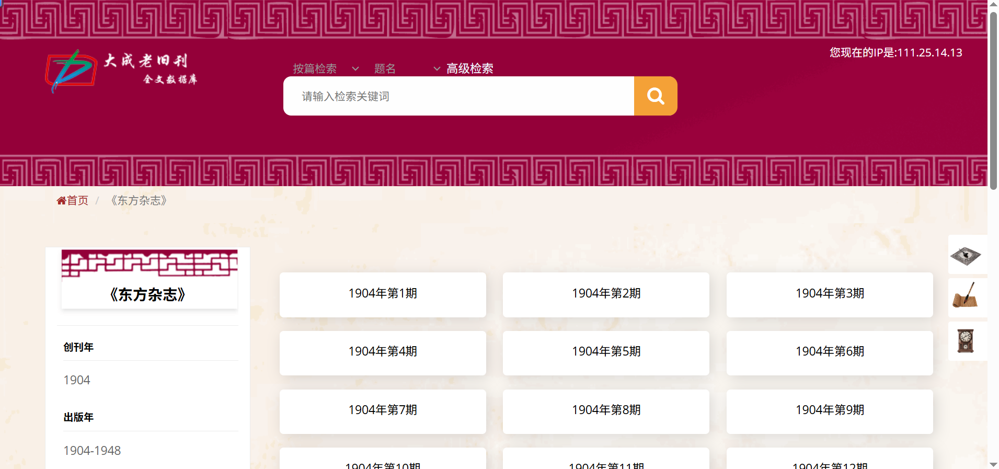 大成老旧刊
全文数据库
您现在的IP是:111.25.14.13
按篇检索 题名 高级检索
请输入检索关键词
首页 / 《东方杂志》
《东方杂志》
创刊年
1904
出版年
1904-1948
1904年第1期 1904年第2期 1904年第3期
1904年第4期 1904年第5期 1904年第6期
1904年第7期 1904年第8期 1904年第9期
1904年第10期 1904年第11期 1904年第12期